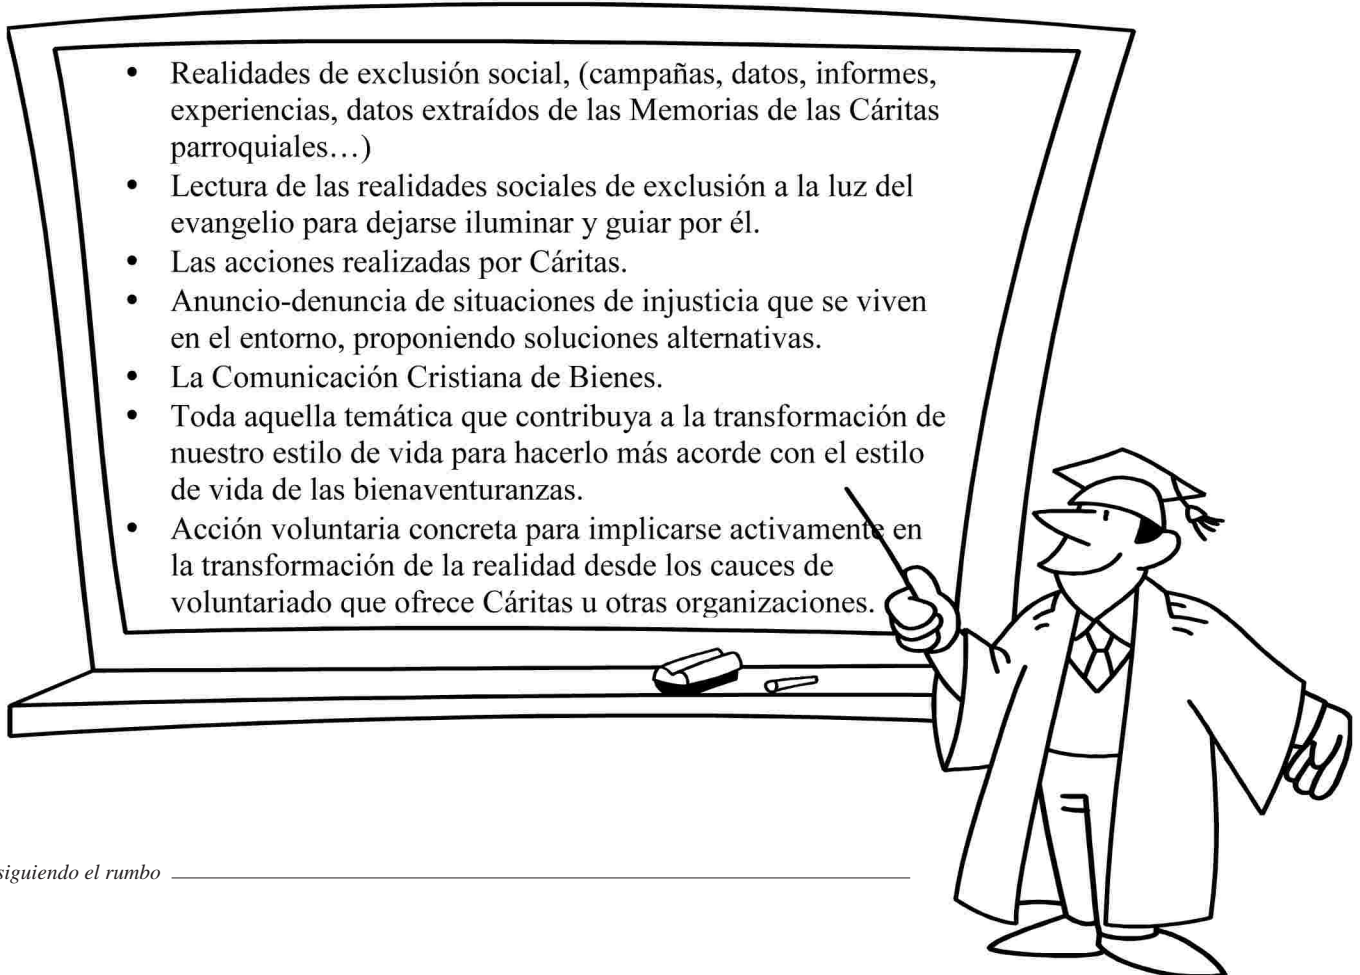 • Realidades de exclusión social, (campañas, datos, informes,
experiencias, datos extraídos de las Memorias de las Cáritas
parroquiales…)
• Lectura de las realidades sociales de exclusión a la luz del
evangelio para dejarse iluminar y guiar por él.
• Las acciones realizadas por Cáritas.
• Anuncio-denuncia de situaciones de injusticia que se viven
en el entorno, proponiendo soluciones alternativas.
• La Comunicación Cristiana de Bienes.
• Toda aquella temática que contribuya a la transformación de
nuestro estilo de vida para hacerlo más acorde con el estilo
de vida de las bienaventuranzas.
• Acción voluntaria concreta para implicarse activamente en
la transformación de la realidad desde los cauces de
voluntariado que ofrece Cáritas u otras organizaciones.
siguiendo el rumbo